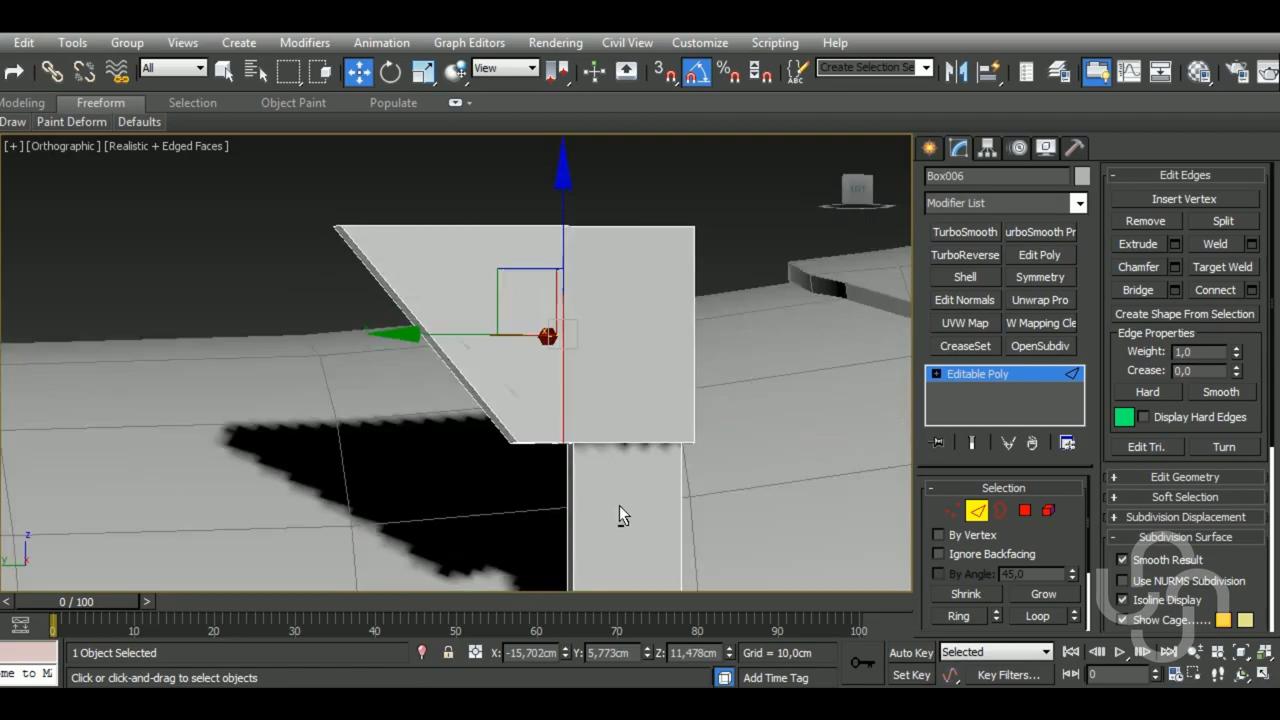 Edit Tools Group Views Create Modifiers Animation Graph Editors Rendering Civil View Customize Scripting Help
All View 3 % ABC Create Selection Se
Modeling Freeform Selection Object Paint Populate
Draw Paint Deform Defaults
[+] [Orthographic] [Realistic + Edged Faces]
Box006
Modifier List
TurboSmooth urboSmooth Pr
TurboReverse Edit Poly
Shell Symmetry
Edit Normals Unwrap Pro
UVW Map W Mapping Cle
CreaseSet OpenSubdiv
Editable Poly
- Selection
By Vertex
Ignore Backfacing
By Angle: 45,0
Shrink Grow
Ring Loop
- Edit Edges
Insert Vertex
Remove Split
Extrude Weld
Chamfer Target Weld
Bridge Connect
Create Shape From Selection
Edge Properties
Weight: 1,0
Crease: 0,0
Hard Smooth
Display Hard Edges
Edit Tri. Turn
+ Edit Geometry
+ Soft Selection
+ Subdivision Displacement
- Subdivision Surface
Smooth Result
Use NURMS Subdivision
Isoline Display
Show Cage......
z
y x
< 0 / 100 >
0 10 20 30 40 50 60 70 80 90 100
1 Object Selected X: -15,702cm Y: 5,773cm Z: 11,478cm Grid = 10,0cm Auto Key Selected
ome to M Click or click-and-drag to select objects Add Time Tag Set Key Key Filters... 0